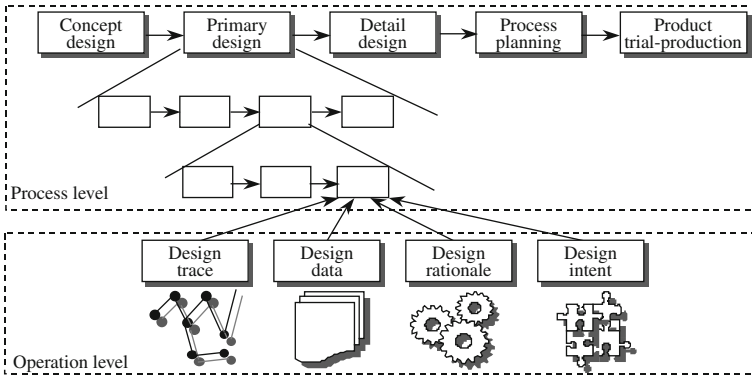 Concept
design
Primary
design
Detail
design
Process
planning
Product
trial-production
Process level
Design
trace
Design
data
Design
rationale
Design
intent
Operation level